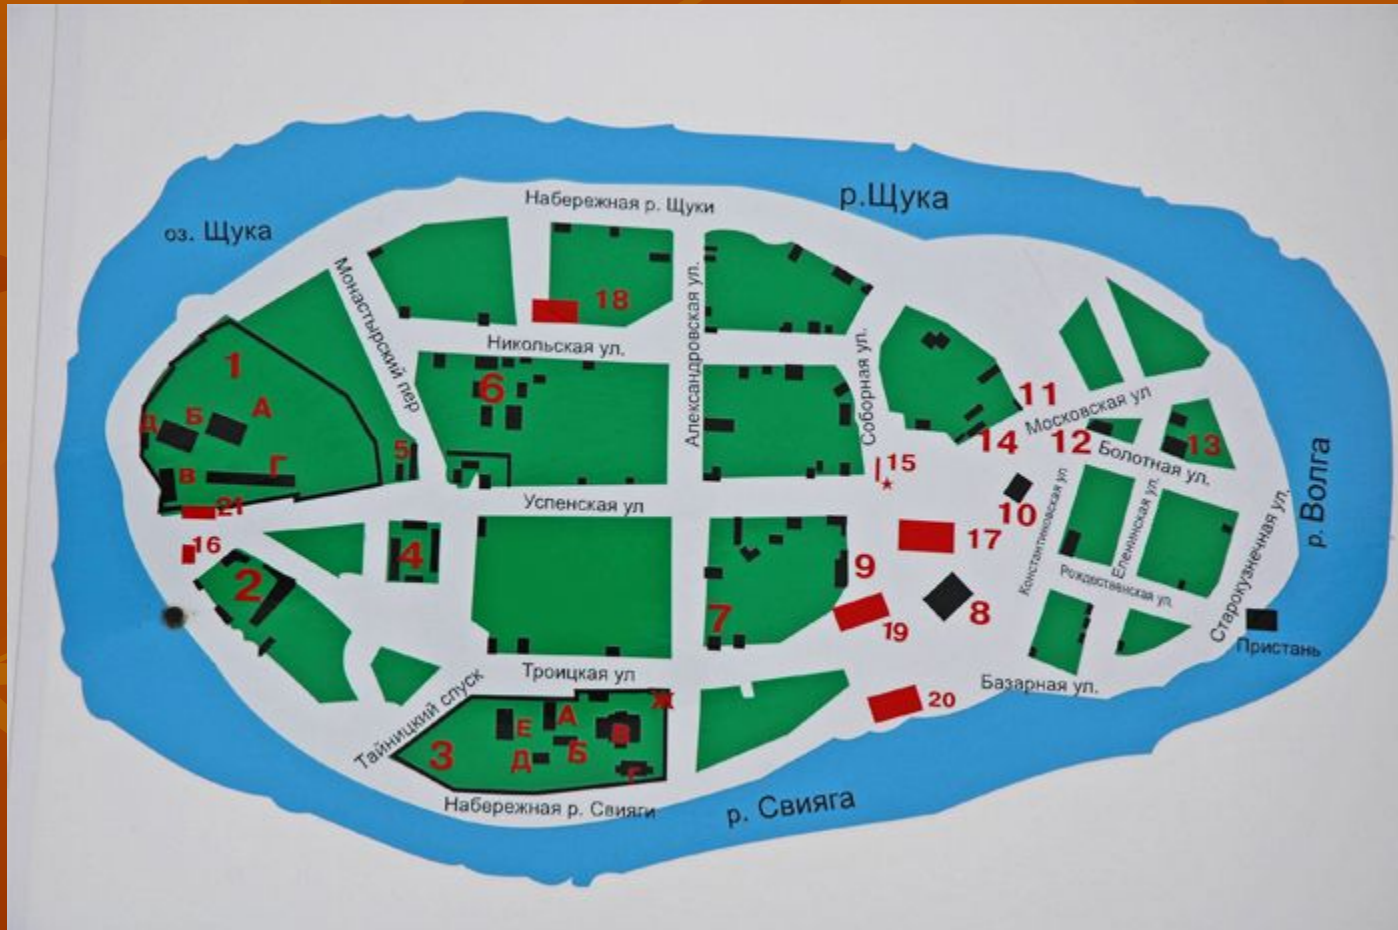 Набережная р. Щуки
р.Щука
оз. Щука
Монастырский пер
18
Александровская ул.
Никольская ул.
Соборная ул.
1
6
11
Московская ул
А
Б
Д
14
12
13
Болотная ул.
5
15
В
Г
21
Успенская ул
10
Константиновская ул
Еленинская ул.
Старокузнечная ул.
р. Волга
16
4
17
2
9
Рождественская ул.
7
19
8
Пристань
Троицкая ул
Базарная ул.
Тайницкий спуск
Ж
20
А
Е
В
3
Д
Б
Г
Набережная р. Свияги
р. Свияга